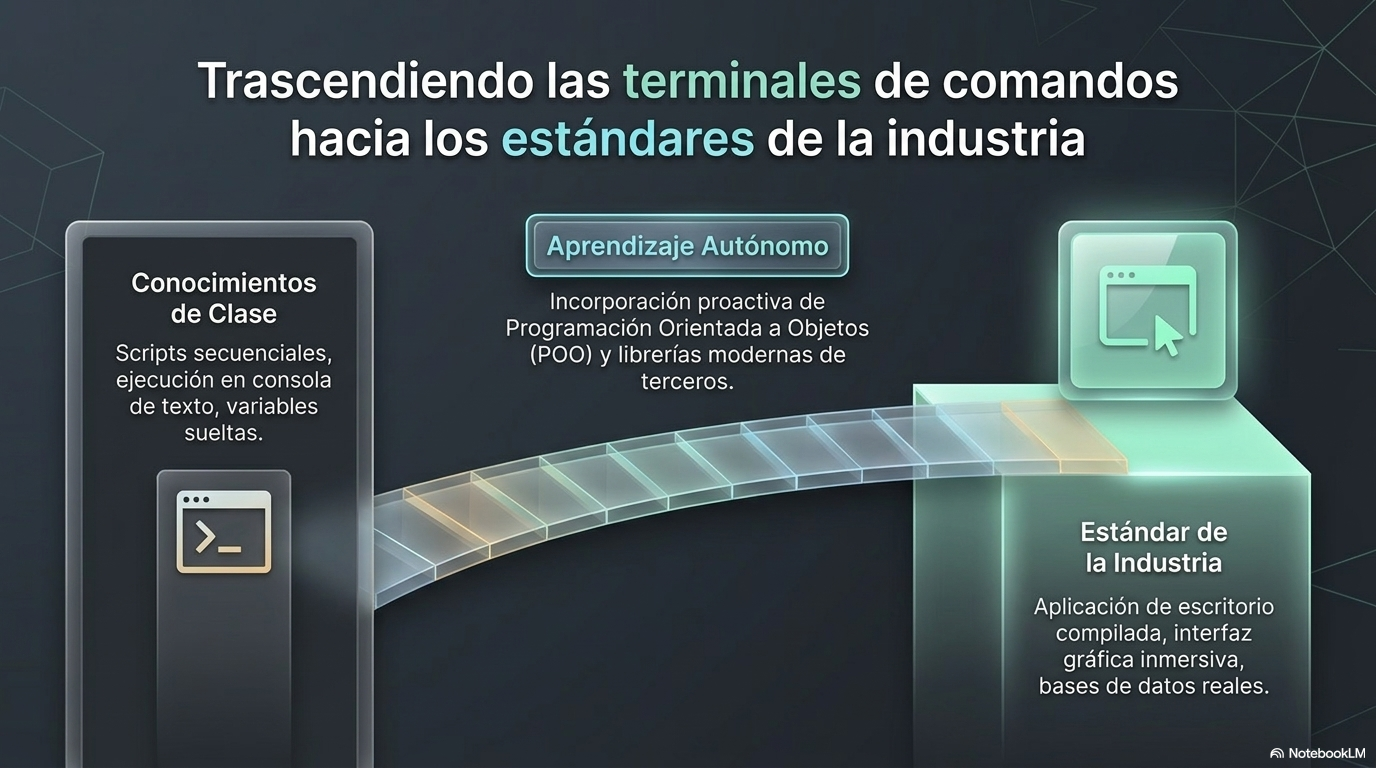 Trascendiendo las terminales de comandos
hacia los estándares de la industria
Conocimientos
de Clase
Scripts secuenciales,
ejecución en consola
de texto, variables
sueltas.
Aprendizaje Autónomo
Incorporación proactiva de
Programación Orientada a Objetos
(POO) y librerías modernas de
terceros.
Estándar de
la Industria
Aplicación de escritorio
compilada, interfaz
gráfica inmersiva,
bases de datos reales.
NotebookLM